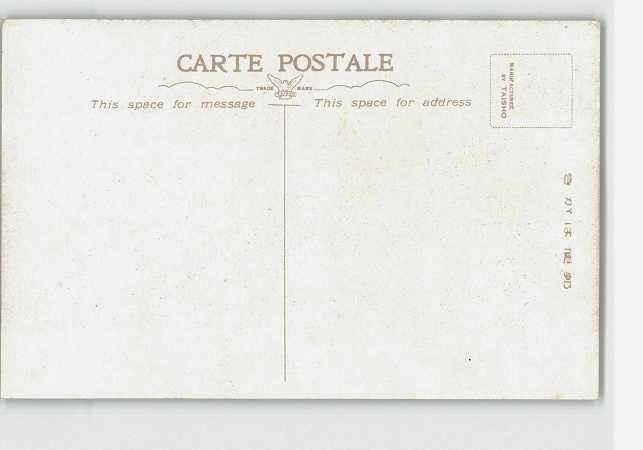 CARTE POSTALE
TRADE MARK
This space for message
This space for address
MANUFACTURED
BY TAISHO
きかは便郵